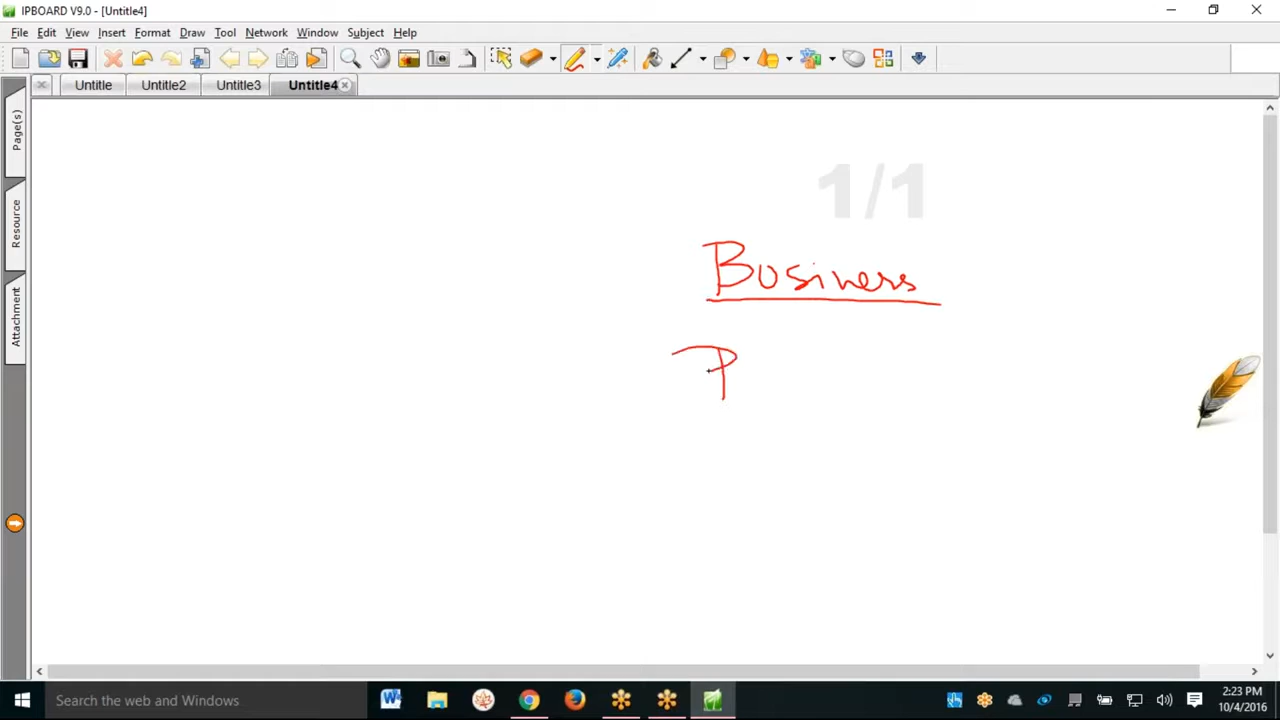 IPBOARD V9.0 - [Untitle4]
File Edit View Insert Format Draw Tool Network Window Subject Help
Untitle Untitle2 Untitle3 Untitle4
Page(s)
Resource
Attachment
1/1
Business
P
Search the web and Windows
2:23 PM
10/4/2016